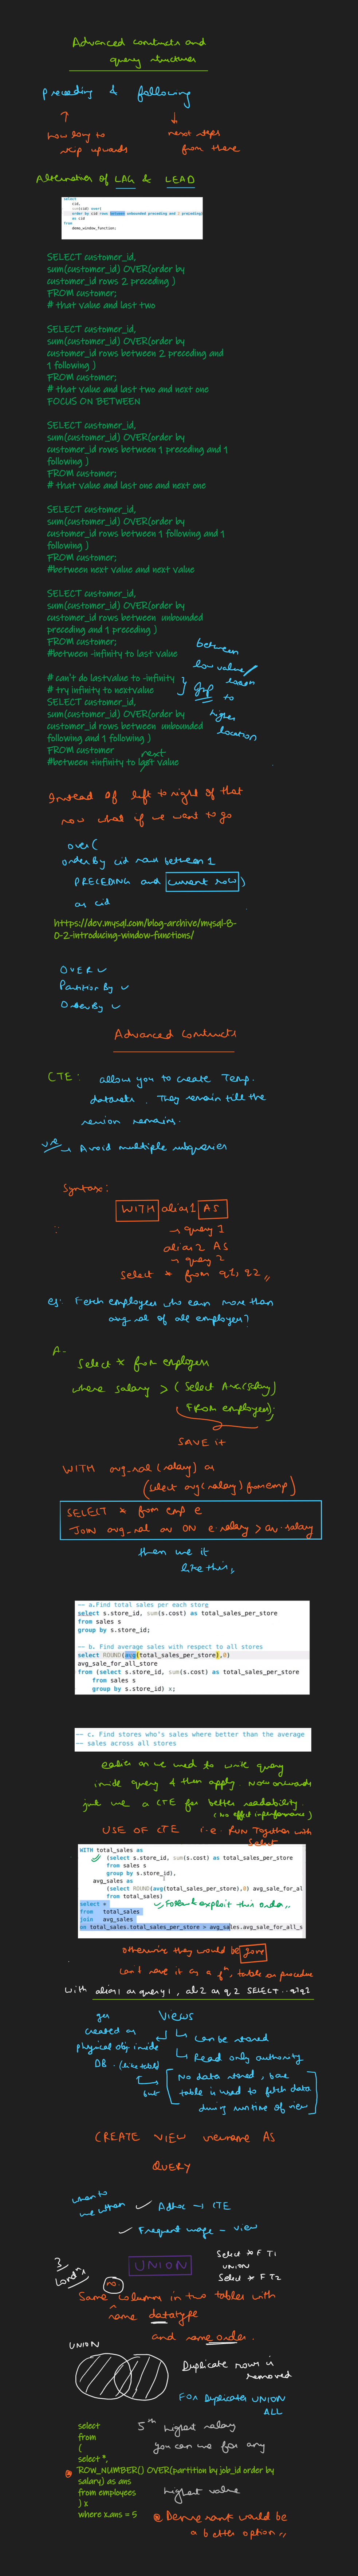 Advanced constructs and
query structures
preceding & following
how long to
skip upwards
next steps
from there
Alternative of LAG & LEAD
select
cid,
sum(cid) over(
order by cid rows between unbounded preceding and 1 preceding)
as cid
from
demo_window_function;
SELECT customer_id,
sum(customer_id) OVER(order by
customer_id rows 2 preceding )
FROM customer;
# that value and last two
SELECT customer_id,
sum(customer_id) OVER(order by
customer_id rows between 2 preceding and
1 following )
FROM customer;
# that value and last two and next one
FOCUS ON BETWEEN
SELECT customer_id,
sum(customer_id) OVER(order by
customer_id rows between 1 preceding and 1
following )
FROM customer;
# that value and last one and next one
SELECT customer_id,
sum(customer_id) OVER(order by
customer_id rows between 1 following and 1
following )
FROM customer;
#between next value and next value
SELECT customer_id,
sum(customer_id) OVER(order by
customer_id rows between unbounded
preceding and 1 preceding )
FROM customer;
#between -infinity to last value
# can't do lastvalue to -infinity
# try infinity to nextvalue
SELECT customer_id,
sum(customer_id) OVER(order by
customer_id rows between unbounded
following and 1 following )
FROM customer
#between +infinity to last value
next
between
low value/
location
to
higher
location
Instead of left to right of that
row what if we want to go
over(
orderBy cid rows between 1
PRECEDING and current row)
as cid
https://dev.mysql.com/blog-archive/mysql-8-
0-2-introducing-window-functions/
OVER
Partition By
OrderBy
Advanced Constructs
CTE: allows you to create Temp.
datasets. They remain till the
session remains.
use → Avoid multiple subqueries
Syntax:
WITH alias1 AS
→ query 1
alias2 AS
→ query 2
Select * from q1, q2
eg: Fetch employees who earn more than
avg sal of all employees?
A-
Select * from employees
where salary > (Select Avg(salary)
FROM employees);
SAVE it
WITH avg_sal(salary) as
(select avg(salary) from emp)
SELECT * from emp e
Join avg_sal av ON e.salary > av.salary
then use it
like this,
-- a.Find total sales per each storg
select s.store_id, sum(s.cost) as total_sales_per_store
from sales s
group by s.store_id;
-- b. Find average sales with respect to all stores
select ROUND(avg(total_sales_per_store),0)
avg_sale_for_all_store
from (select s.store_id, sum(s.cost) as total_sales_per_store
from sales s
group by s.store_id) x;
-- c. Find stores who's sales where better than the average
-- sales across all stores
earlier on we used to write query
inside query & then apply. Now onwards
just use a CTE for better readability.
(no effect in performance)
USE OF CTE i.e. RUN Together with
Select
WITH total_sales as
(select s.store_id, sum(s.cost) as total_sales_per_store
from sales s
group by s.store_id),
avg_sales as
(select ROUND(avg(total_sales_per_store),0) avg_sale_for_al
from total_sales)
select *
from total_sales
join avg_sales
on total_sales.total_sales_per_store > avg_sales.avg_sale_for_all_s
Follow & exploit this order..
otherwise they would be gone
Can't save it as a fⁿ, table or procedure
With alias1 as query1, al2 as q2 SELECT..q1q2
Views
gets
created as
physical obj inside
DB. (like table)
but
Can be stored
Read only authority
No data stored, base
table is used to fetch data
during runtime of view
CREATE VIEW viewname AS
QUERY
when to
use when
Adhoc → CTE
Frequent usage - view
UNION
Select * F T1
UNION
Select * F T2
3
Condⁿs
no.
Same columns in two tables with
same datatype
and same order.
UNION
Duplicate rows is
removed
FOR Duplicates UNION
ALL
select
from
(
select *,
ROW_NUMBER() OVER(partition by job_id order by
salary) as ans
from employees
) x
where x.ans = 5
5th highest salary
you can use for any
highest value
Dense rank would be
a better option